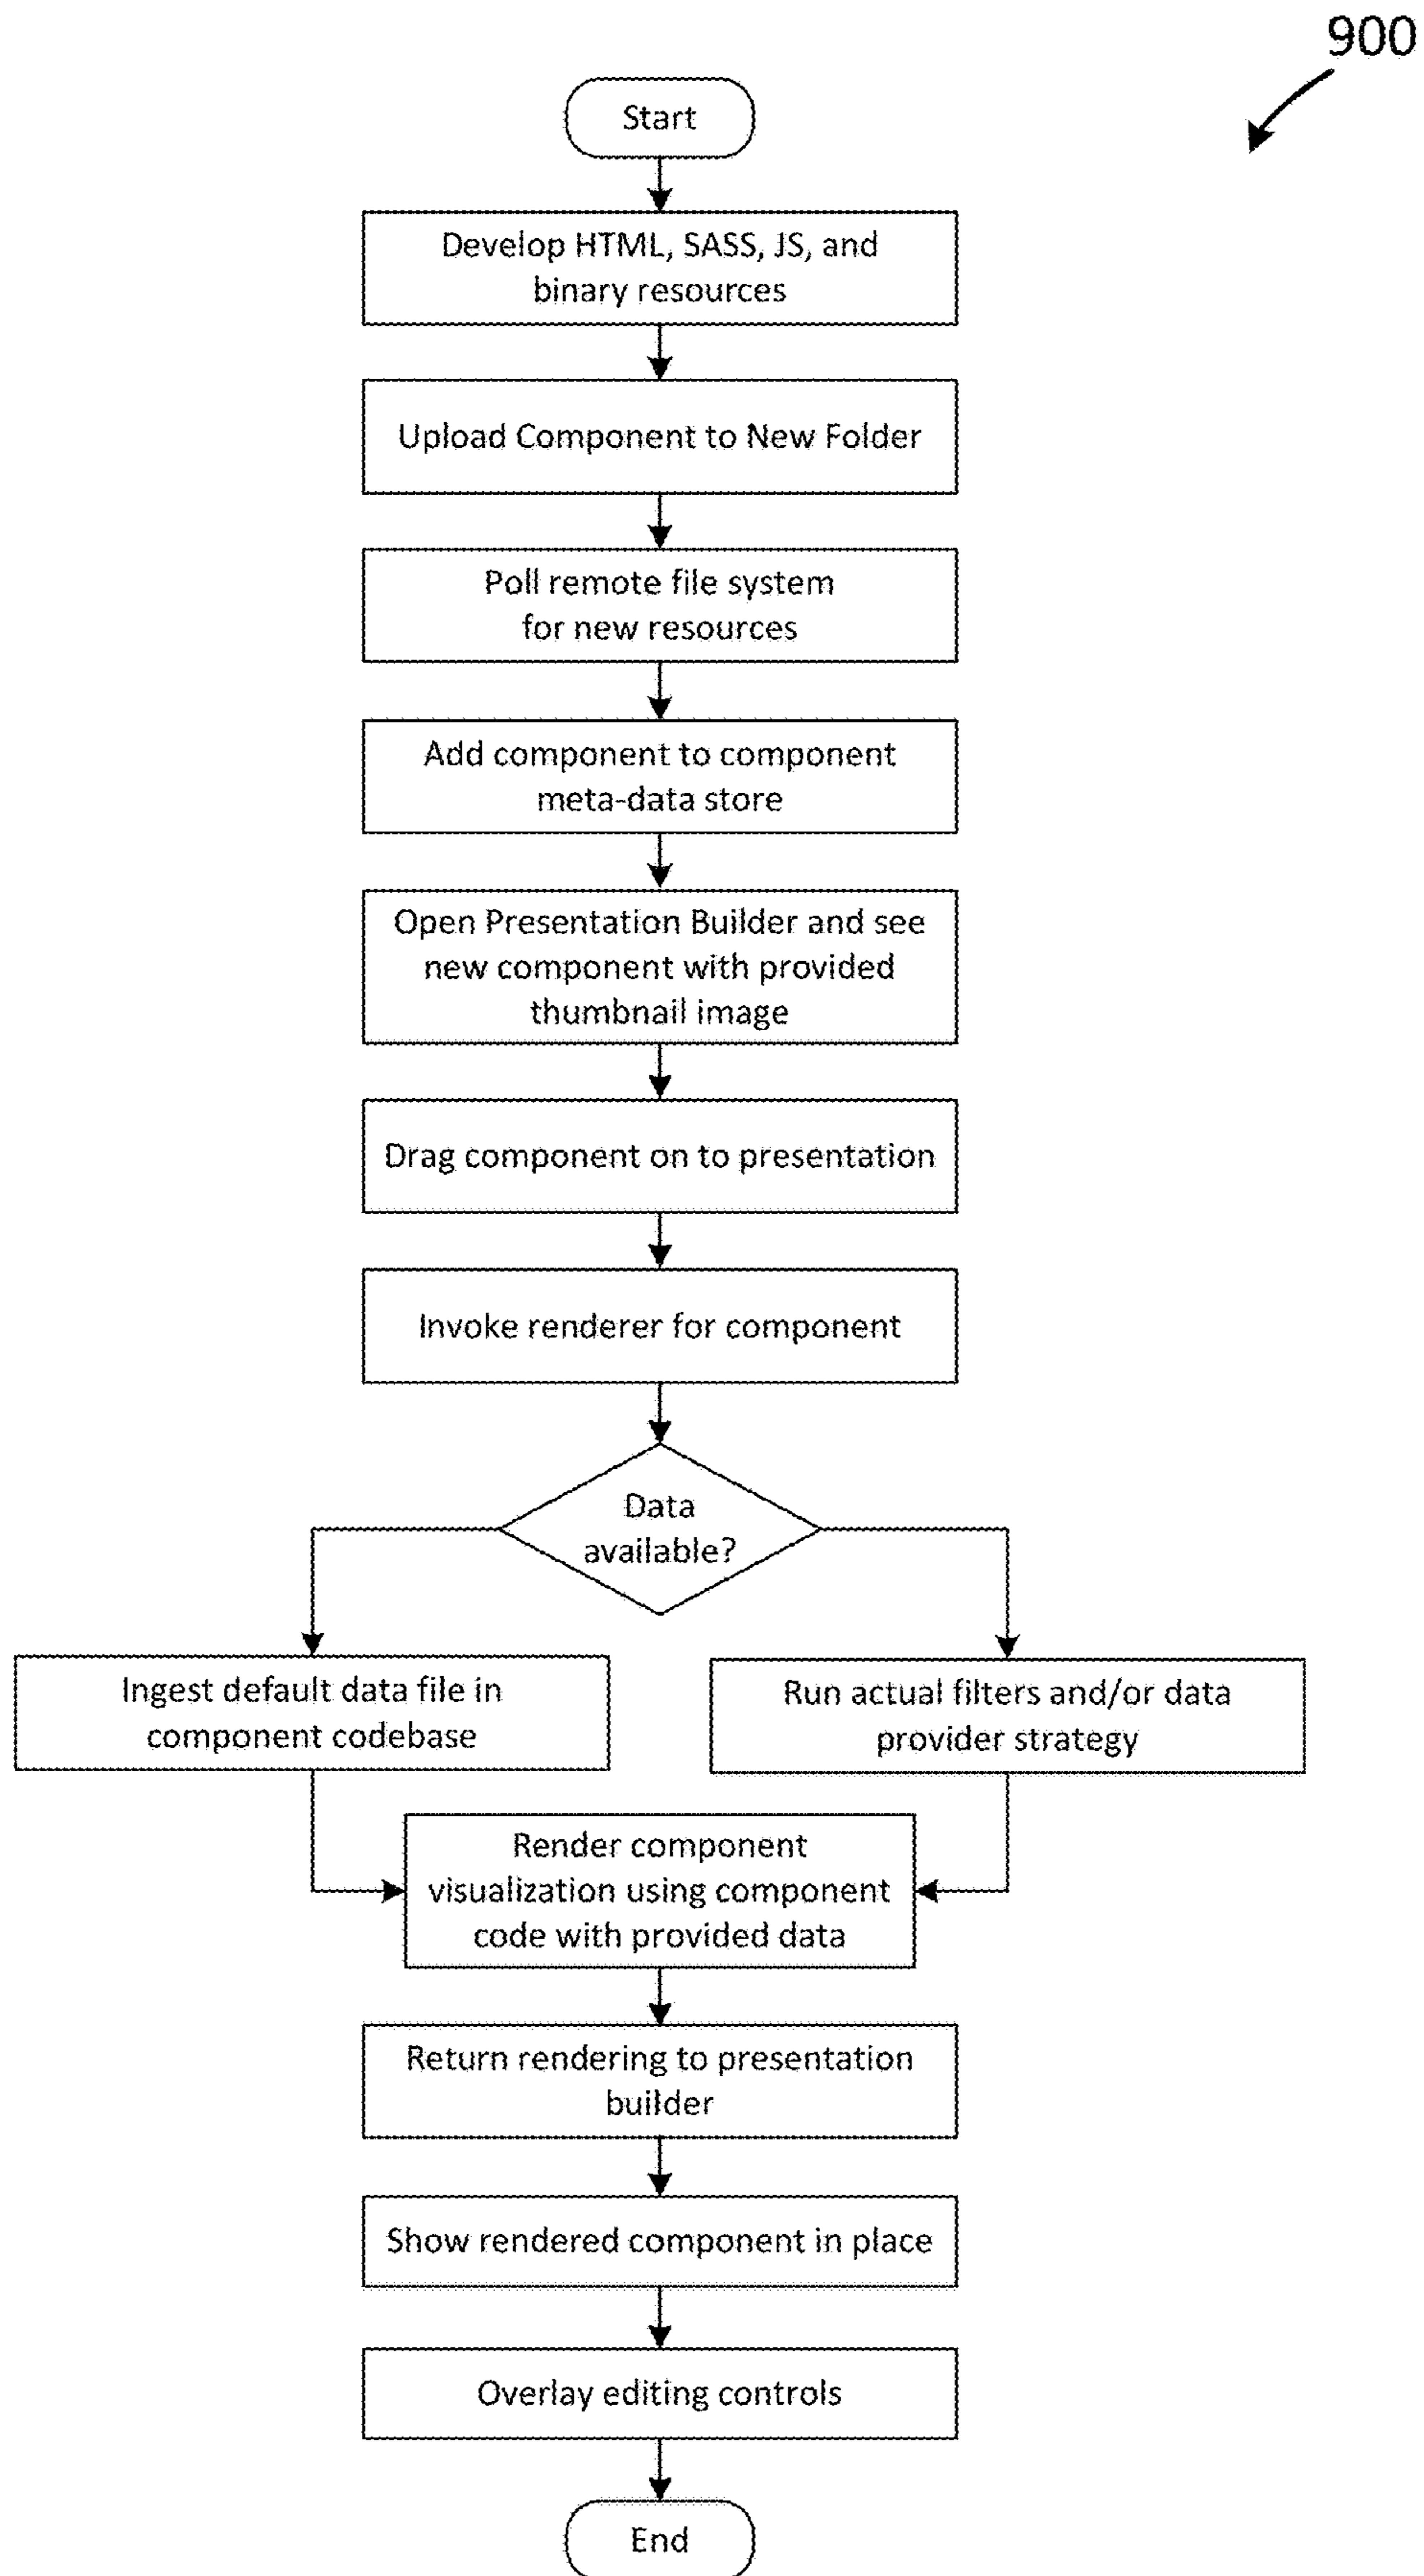 900
Start
Develop HTML, SASS, JS, and
binary resources
Upload Component to New Folder
Poll remote file system
for new resources
Add component to component
meta-data store
Open Presentation Builder and see
new component with provided
thumbnail image
Drag component on to presentation
Invoke renderer for component
Data
available?
Ingest default data file in
component codebase
Run actual filters and/or data
provider strategy
Render component
visualization using component
code with provided data
Return rendering to presentation
builder
Show rendered component in place
Overlay editing controls
End